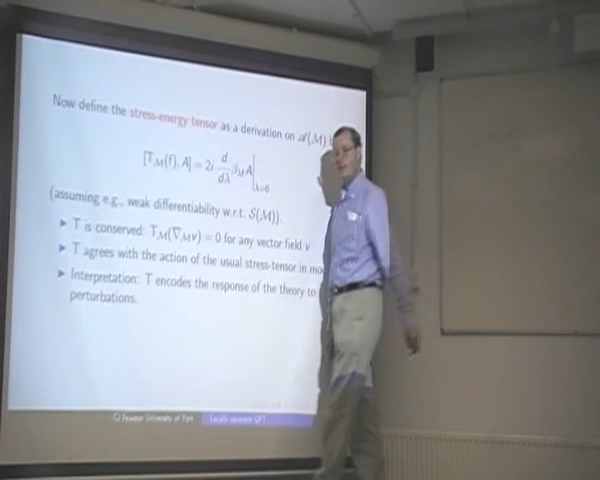 Now define the stress-energy tensor as a derivation on 𝒜(ℳ)
[T_M(f), A] = 2i d/dλ β_M A |_{λ=0}
(assuming e.g., weak differentiability w.r.t. 𝒮(ℳ)).
T is conserved: T_M(∇_M v) = 0 for any vector field v
T agrees with the action of the usual stress-tensor in
Interpretation: T encodes the response of the theory to
perturbations.
CJ Fewster University of York Locally covariant QFT